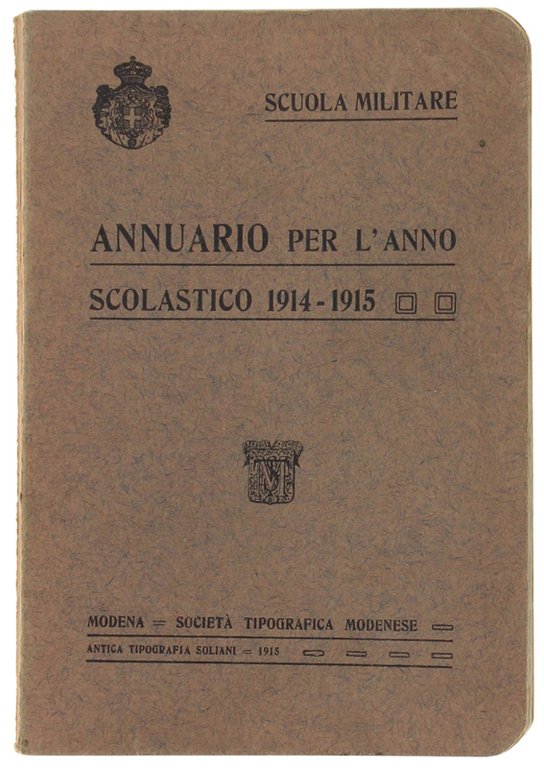 SCUOLA MILITARE
ANNUARIO PER L'ANNO
SCOLASTICO 1914-1915
MODENA = SOCIETÀ TIPOGRAFICA MODENESE
ANTICA TIPOGRAFIA SOLIANI = 1915